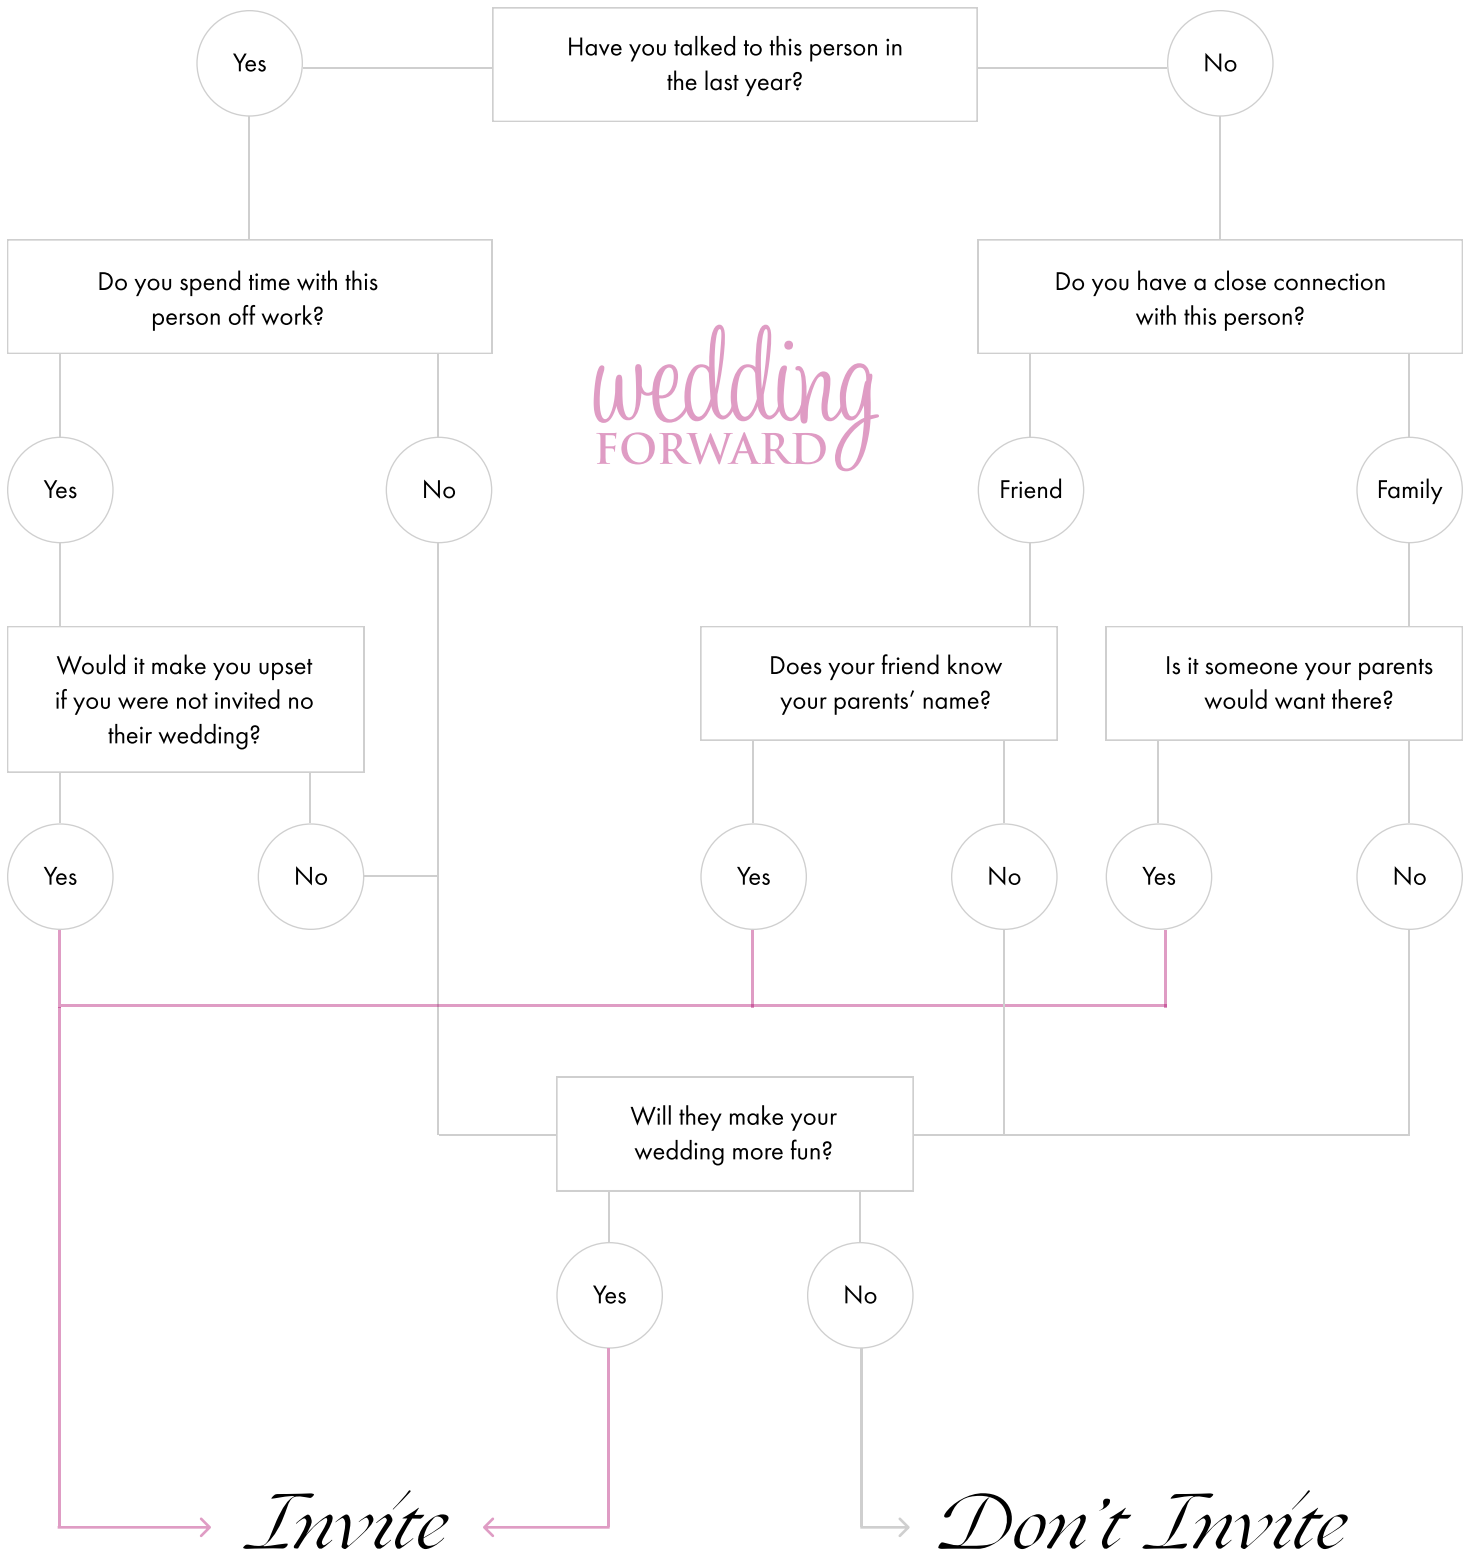 Yes
Have you talked to this person in
the last year?
No
Do you spend time with this
person off work?
Do you have a close connection
with this person?
wedding
FORWARD
Yes
No
Friend
Family
Would it make you upset
if you were not invited no
their wedding?
Does your friend know
your parents’ name?
Is it someone your parents
would want there?
Yes
No
Yes
No
Yes
No
Will they make your
wedding more fun?
Yes
No
Invite
Don't Invite